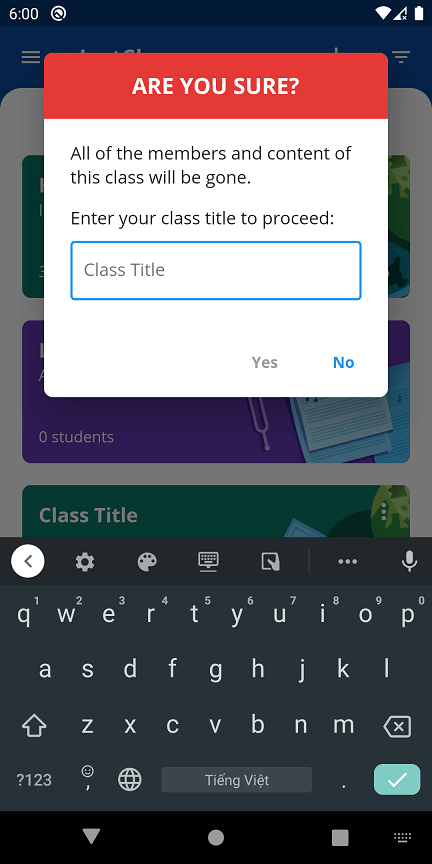 6:00
ARE YOU SURE?
All of the members and content of
this class will be gone.
Enter your class title to proceed:
Class Title
Yes
No
0 students
Class Title
q1 w2 e3 r4 t5 y6 u7 i8 o9 p0
a s d f g h j k l
z x c v b n m
?123 , Tiếng Việt .